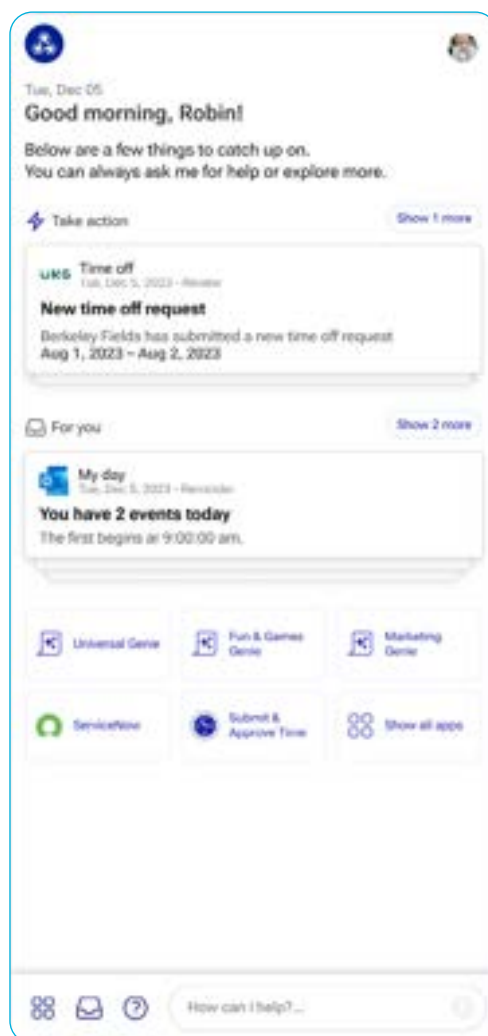 Tue, Dec 05
Good morning, Robin!
Below are a few things to catch up on.
You can always ask me for help or explore more.
Take action
Show 1 more
UKG
Time off
Tue, Dec 5, 2023 - Review
New time off request
Berkeley Fields has submitted a new time off request
Aug 1, 2023 – Aug 2, 2023
For you
Show 2 more
My day
Tue, Dec 5, 2023 - Reminder
You have 2 events today
The first begins ar 9:00:00 am.
Universal Genie
Fun & Games
Genie
Marketing
Genie
ServiceNow
Submit &
Approve Time
Show all apps
How can I help?...